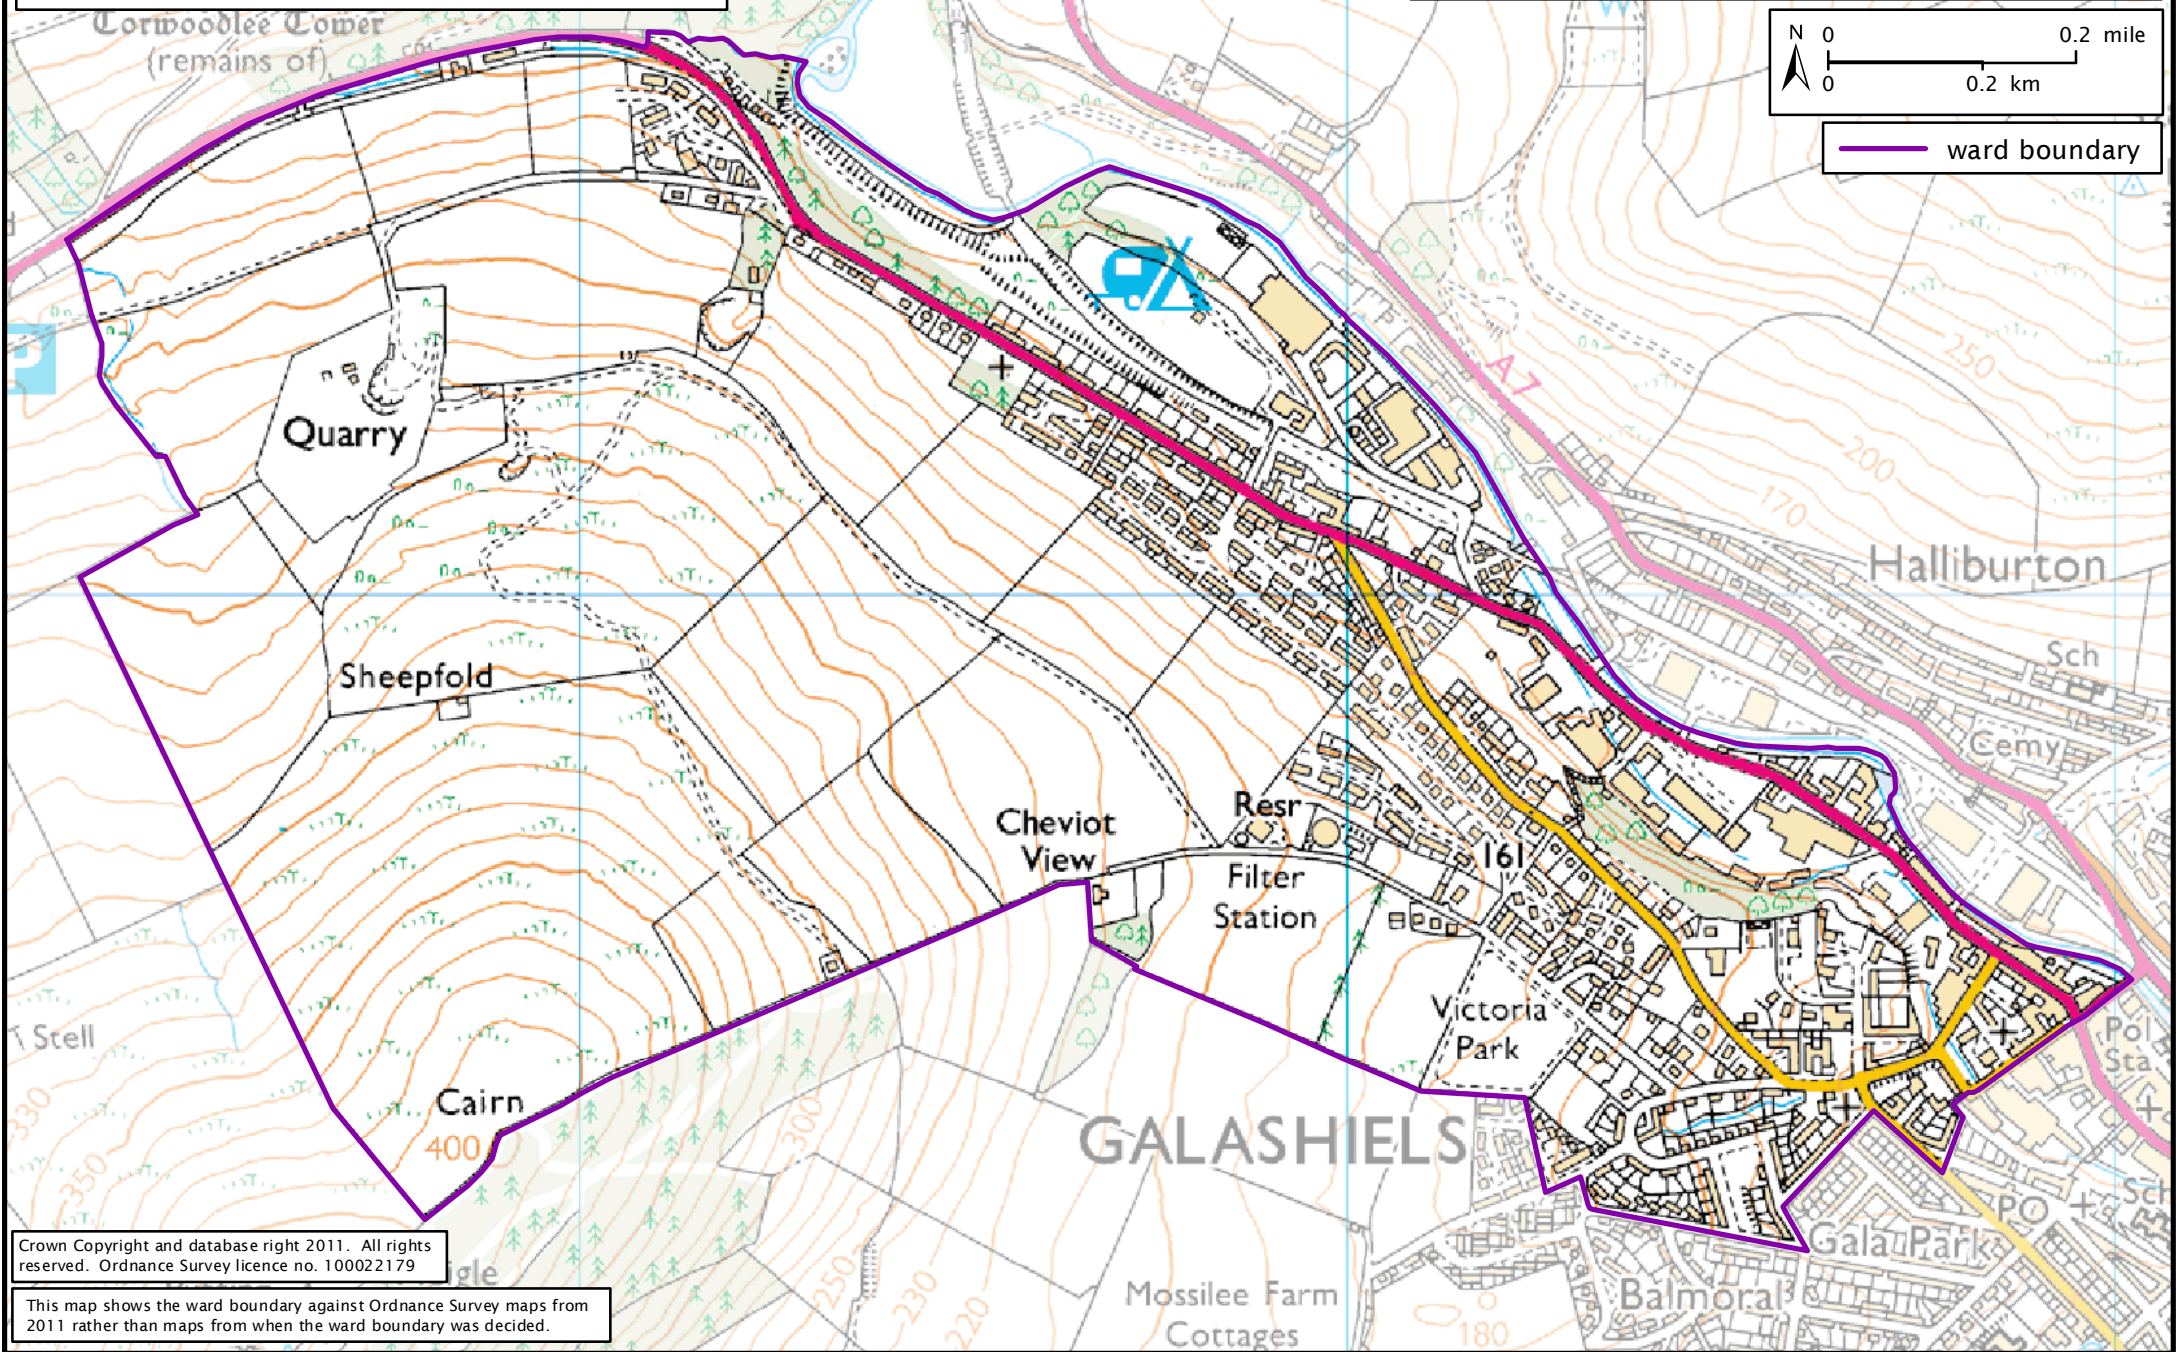 Torwoodlee Tower
(remains of)
N
0
0.2 mile
0
0.2 km
ward boundary
A7
250
200
170
Halliburton
Sch
Cemy
Quarry
Sheepfold
Cheviot
View
Resr
Filter
Station
161
Victoria
Park
Stell
330
350
Cairn
400
300
GALASHIELS
Pol
Sta
PO
Sch
Gala Park
Balmoral
Mossilee Farm
Cottages
250
230
220
180
Crown Copyright and database right 2011. All rights
reserved. Ordnance Survey licence no. 100022179
This map shows the ward boundary against Ordnance Survey maps from
2011 rather than maps from when the ward boundary was decided.